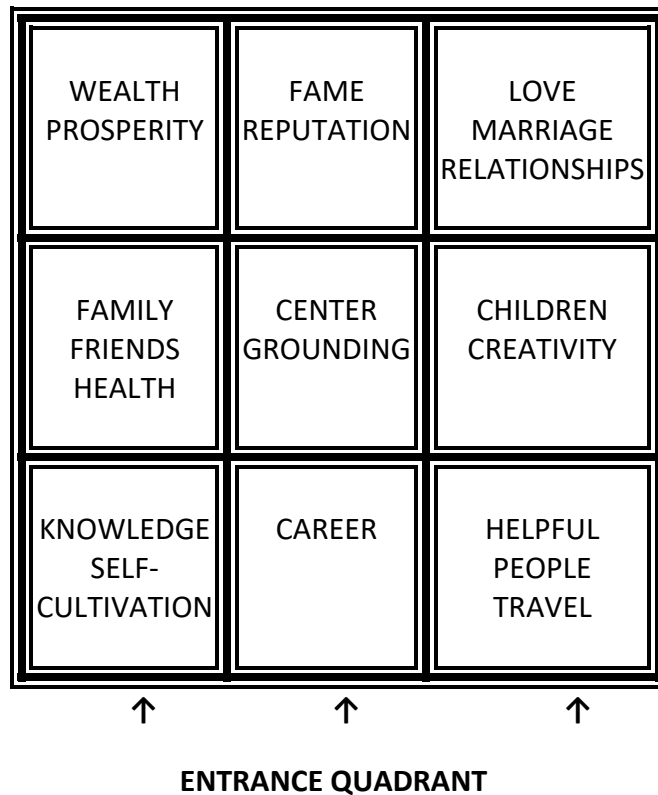 WEALTH
PROSPERITY
FAME
REPUTATION
LOVE
MARRIAGE
RELATIONSHIPS
FAMILY
FRIENDS
HEALTH
CENTER
GROUNDING
CHILDREN
CREATIVITY
KNOWLEDGE
SELF-
CULTIVATION
CAREER
HELPFUL
PEOPLE
TRAVEL
↑ ↑ ↑
ENTRANCE QUADRANT